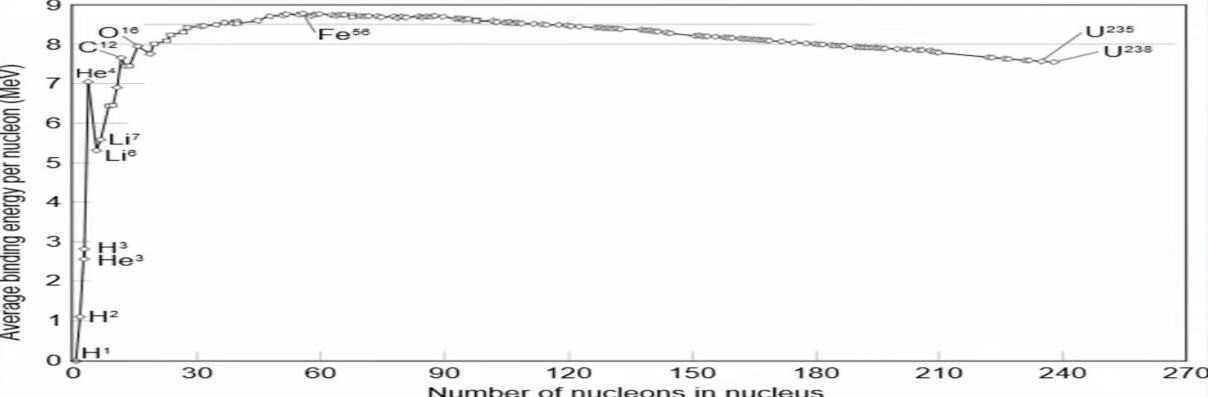 Average binding energy per nucleon (MeV)
9
8
7
6
5
4
3
2
1
0
O¹⁶
C¹²
He⁴
Li⁷
Li⁶
H³
He³
H²
H¹
Fe⁵⁶
U²³⁵
U²³⁸
0 30 60 90 120 150 180 210 240 270
Number of nucleons in nucleus